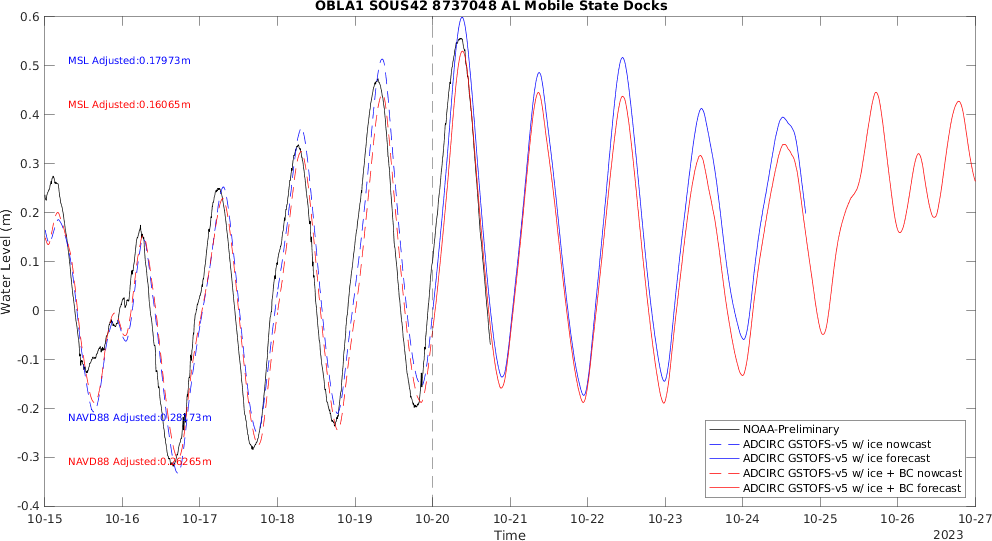 OBLA1 SOUS42 8737048 AL Mobile State Docks
0.6
0.5
0.4
0.3
0.2
0.1
0
-0.1
-0.2
-0.3
-0.4
Water Level (m)
MSL Adjusted:0.17973m
MSL Adjusted:0.16065m
NAVD88 Adjusted:0.28173m
NAVD88 Adjusted:0.26265m
NOAA-Preliminary
ADCIRC GSTOFS-v5 w/ ice nowcast
ADCIRC GSTOFS-v5 w/ ice forecast
ADCIRC GSTOFS-v5 w/ ice + BC nowcast
ADCIRC GSTOFS-v5 w/ ice + BC forecast
10-15 10-16 10-17 10-18 10-19 10-20 10-21 10-22 10-23 10-24 10-25 10-26 10-27
Time
2023